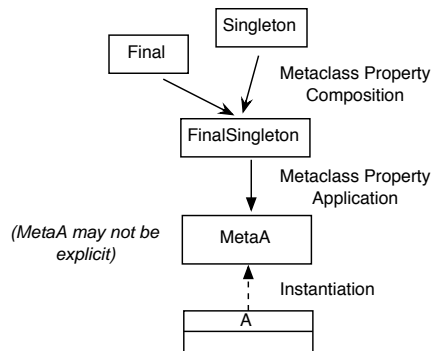 Singleton
Final
Metaclass Property
Composition
FinalSingleton
Metaclass Property
Application
(MetaA may not be
explicit)
MetaA
Instantiation
A